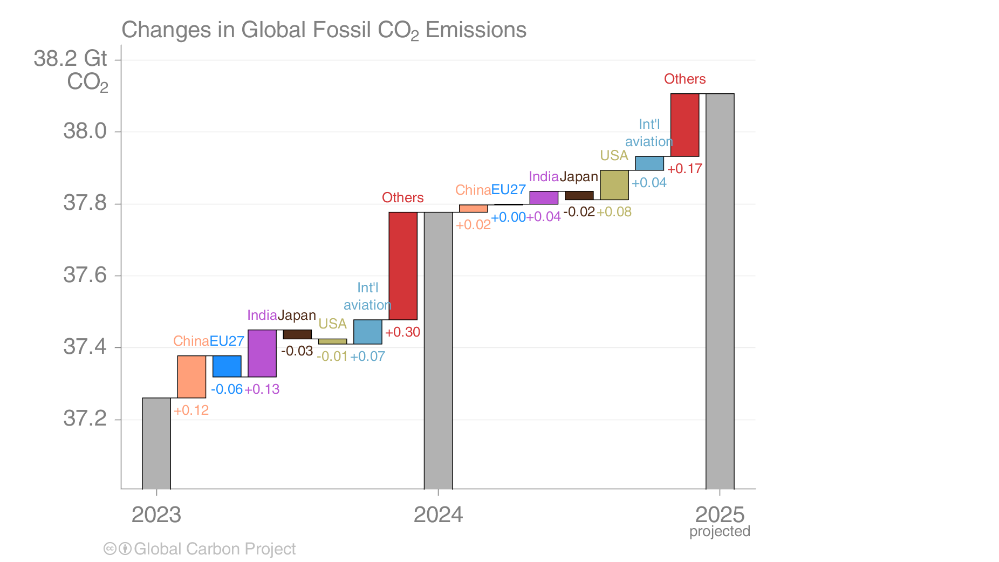 Changes in Global Fossil CO₂ Emissions
38.2 Gt
CO₂
38.0
37.8
37.6
37.4
37.2
China
+0.12
EU27
-0.06
India
+0.13
Japan
-0.03
USA
-0.01
Int'l
aviation
+0.07
Others
+0.30
China
+0.02
EU27
+0.00
India
+0.04
Japan
-0.02
USA
+0.08
Int'l
aviation
+0.04
Others
+0.17
2023
2024
2025
projected
cc Global Carbon Project